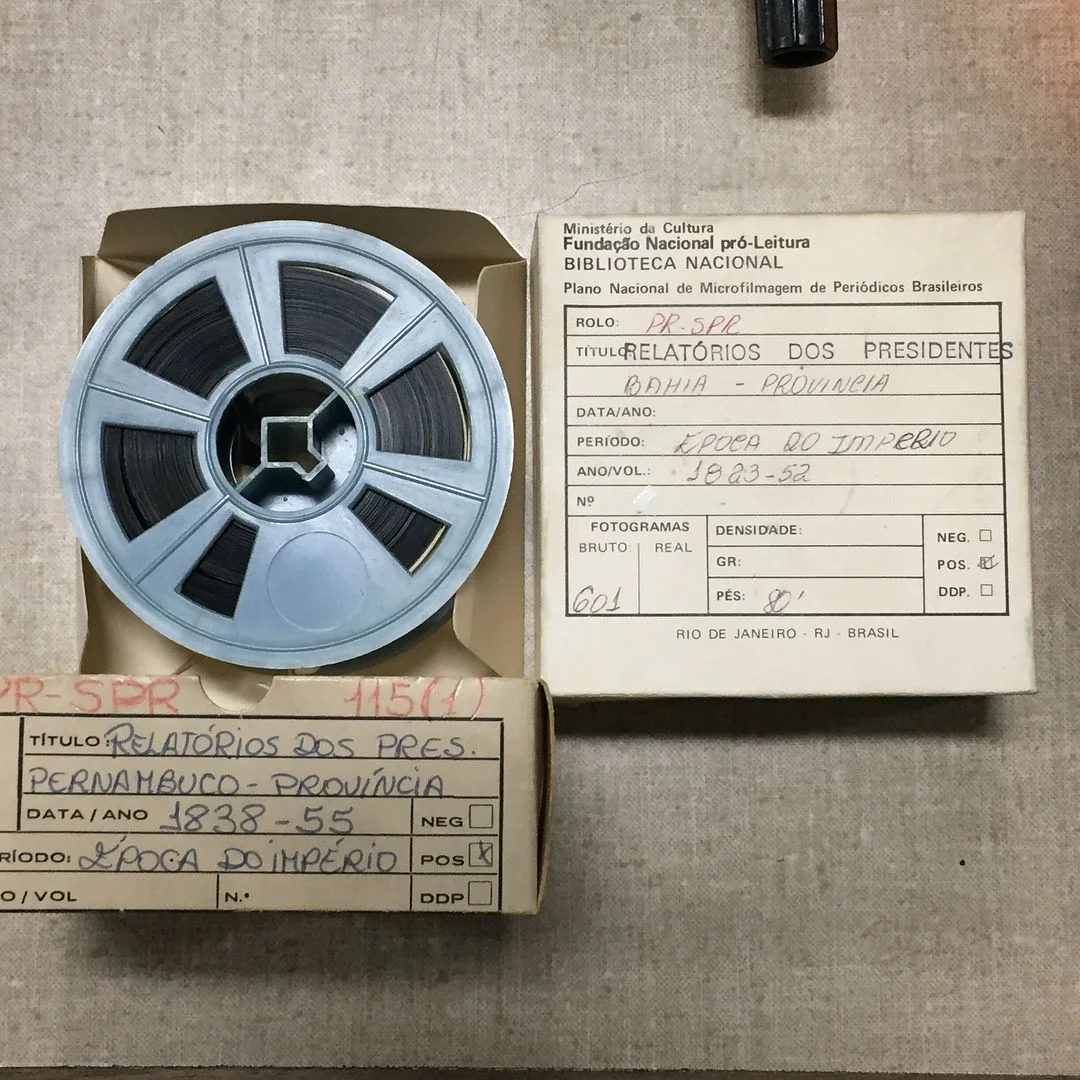 Ministério da Cultura
Fundação Nacional pró-Leitura
BIBLIOTECA NACIONAL
Plano Nacional de Microfilmagem de Periódicos Brasileiros
ROLO: PR-SPR
TÍTULO RELATÓRIOS DOS PRESIDENTES
BAHIA - PROVINCIA
DATA/ANO:
PERÍODO: ÉPOCA DO IMPERIO
ANO/VOL.: 1823-52
Nº
FOTOGRAMAS
BRUTO: REAL
601
DENSIDADE:
GR:
PÉS: 80'
NEG.
POS.
DDP.
RIO DE JANEIRO - RJ - BRASIL
PR-SPR 115(1)
TÍTULO: RELATÓRIOS DOS PRES.
PERNAMBUCO - PROVÍNCIA
DATA/ANO 1838-55
NEG
RÍODO: ÉPOCA DO IMPÉRIO
POS X
O/VOL
N.º
DDP